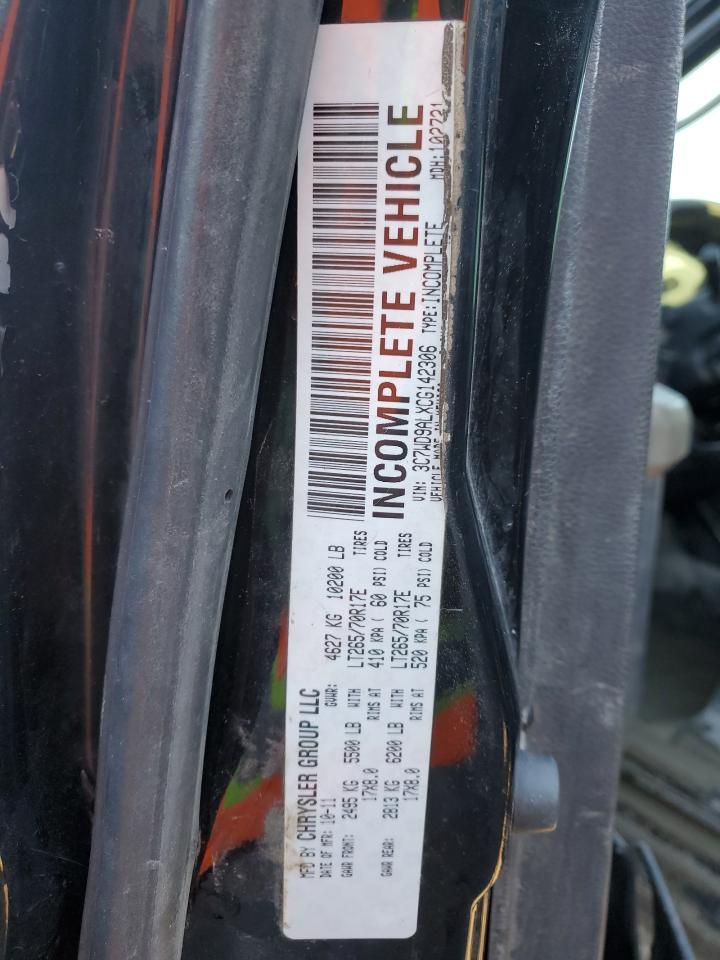 MFD BY CHRYSLER GROUP LLC
DATE OF MFR: 10-11 GVWR: 4627 KG 10200 LB
GAWR FRONT: 2495 KG 5500 LB WITH LT265/70R17E TIRES
17X8.0 RIMS AT 410 KPA ( 60 PSI) COLD
GAWR REAR: 2813 KG 6200 LB WITH LT265/70R17E TIRES
17X8.0 RIMS AT 520 KPA ( 75 PSI) COLD
INCOMPLETE VEHICLE
VIN: 3C7WD9ALXCG142306 TYPE: INCOMPLETE MDH: 102721
VEHICLE MADE IN